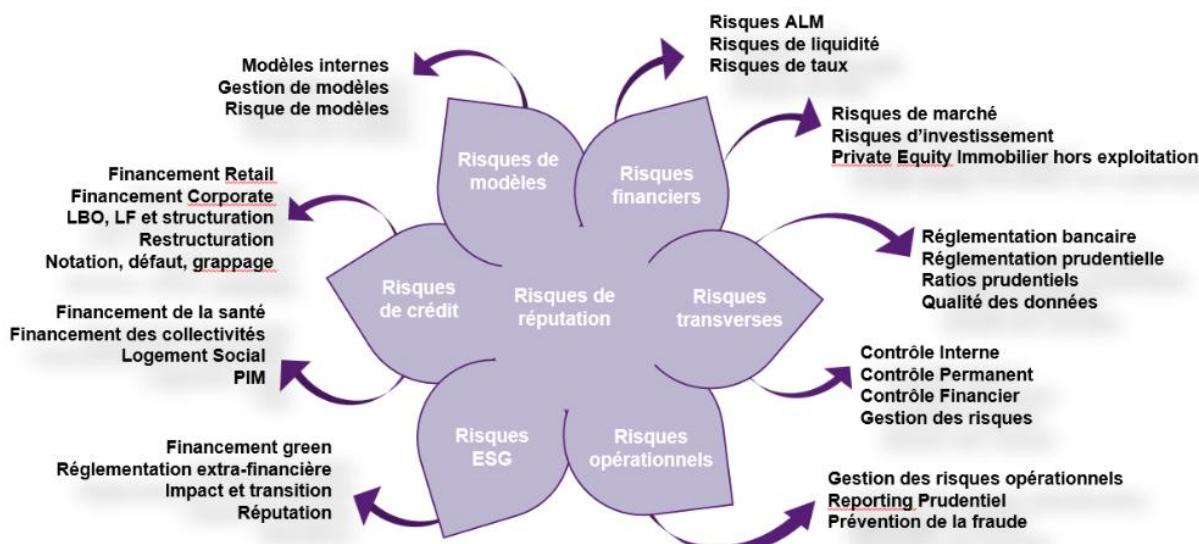 Risques ALM
Risques de liquidité
Risques de taux
Modèles internes
Gestion de modèles
Risque de modèles
Risques de marché
Risques d'investissement
Private Equity Immobilier hors exploitation
Risques de
modèles
Risques
financiers
Financement Retail
Financement Corporate
LBO, LF et structuration
Restructuration
Notation, défaut, grappage
Réglementation bancaire
Réglementation prudentielle
Ratios prudentiels
Qualité des données
Risques
de crédit
Risques de
réputation
Risques
transverses
Financement de la santé
Financement des collectivités
Logement Social
PIM
Contrôle Interne
Contrôle Permanent
Contrôle Financier
Gestion des risques
Risques
ESG
Risques
opérationnels
Financement green
Réglementation extra-financière
Impact et transition
Réputation
Gestion des risques opérationnels
Reporting Prudentiel
Prévention de la fraude